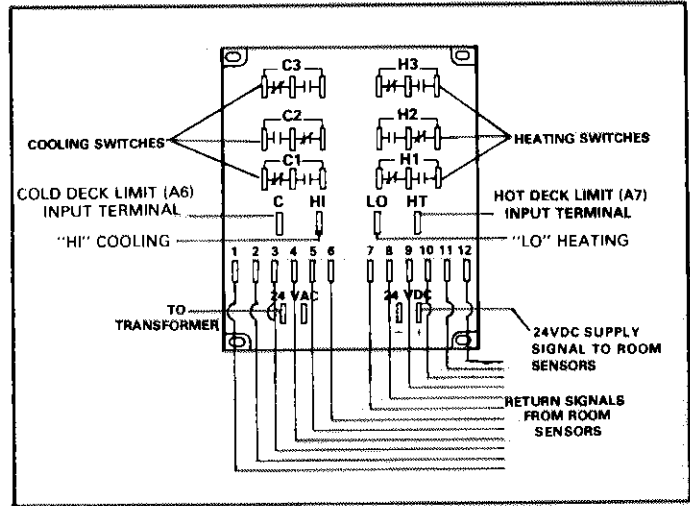 C3 H3
C2 H2
COOLING SWITCHES HEATING SWITCHES
C1 H1
COLD DECK LIMIT (A6)
INPUT TERMINAL
C HI LO HT
HOT DECK LIMIT (A7)
INPUT TERMINAL
"HI" COOLING "LO" HEATING
1 2 3 4 5 6 7 8 9 10 11 12
24 VAC 24 VDC
- +
TO
TRANSFORMER
24VDC SUPPLY
SIGNAL TO ROOM
SENSORS
RETURN SIGNALS
FROM ROOM
SENSORS